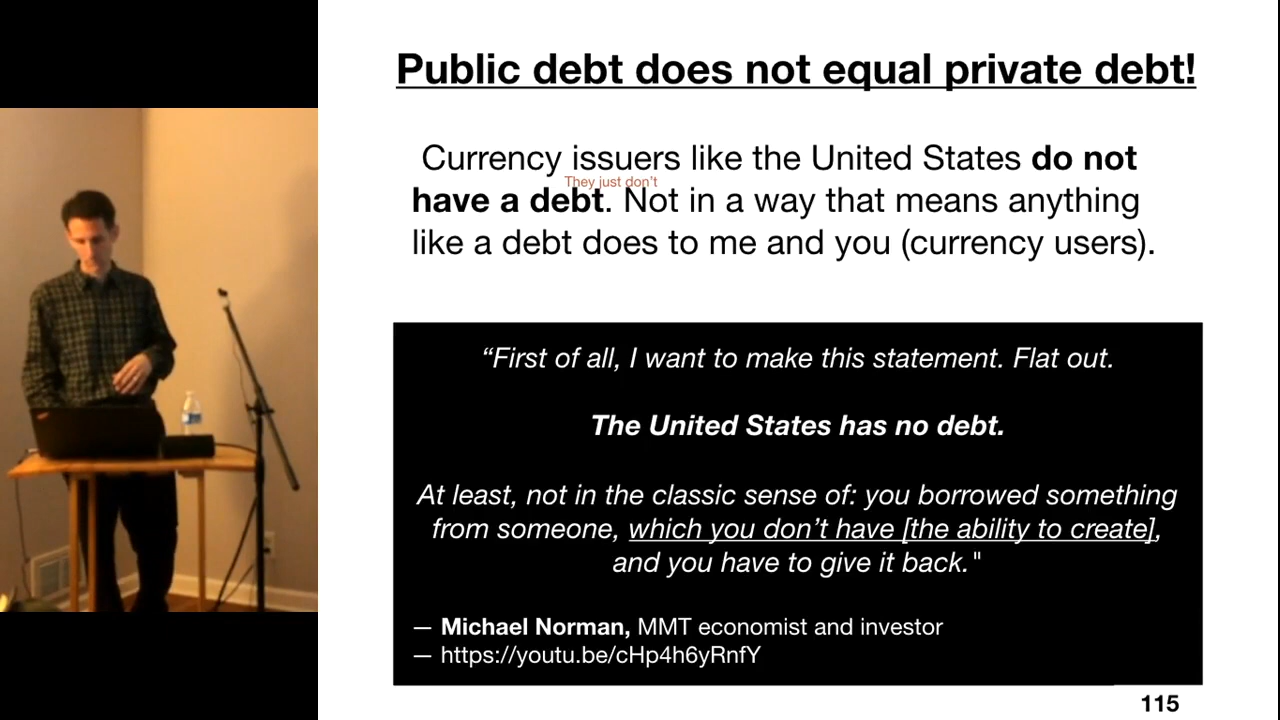 Public debt does not equal private debt!
Currency issuers like the United States do not
They just don't
have a debt. Not in a way that means anything
like a debt does to me and you (currency users).
“First of all, I want to make this statement. Flat out.
The United States has no debt.
At least, not in the classic sense of: you borrowed something
from someone, which you don’t have [the ability to create],
and you have to give it back."
— Michael Norman, MMT economist and investor
— https://youtu.be/cHp4h6yRnfY
115